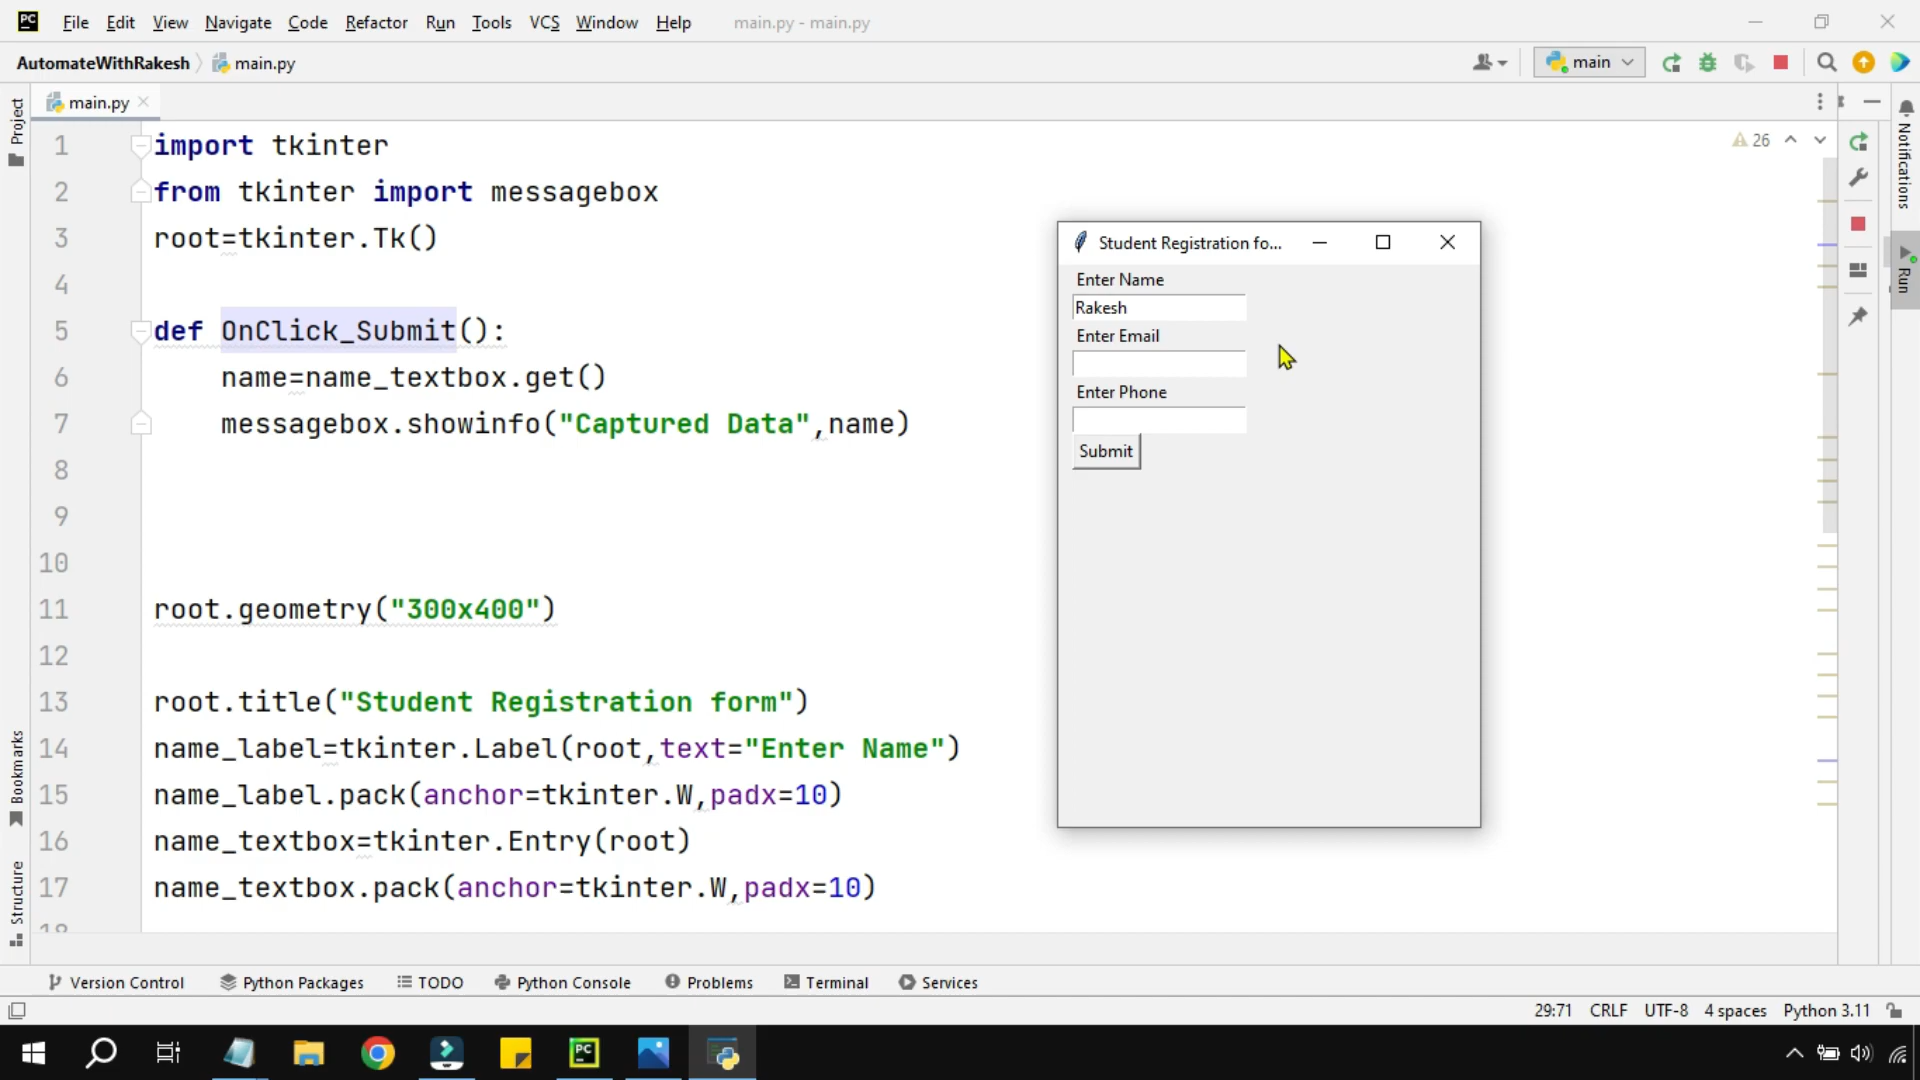 PC File Edit View Navigate Code Refactor Run Tools VCS Window Help main.py - main.py
AutomateWithRakesh main.py main
Project
main.py
Notifications
Run
26
1 import tkinter
2 from tkinter import messagebox
3 root=tkinter.Tk()
4
5 def OnClick_Submit():
6 name=name_textbox.get()
7 messagebox.showinfo("Captured Data",name)
8
9
10
11 root.geometry("300x400")
12
13 root.title("Student Registration form")
14 name_label=tkinter.Label(root,text="Enter Name")
15 name_label.pack(anchor=tkinter.W,padx=10)
16 name_textbox=tkinter.Entry(root)
17 name_textbox.pack(anchor=tkinter.W,padx=10)
18
Student Registration fo...
Enter Name
Rakesh
Enter Email
Enter Phone
Submit
Bookmarks
Structure
Version Control Python Packages TODO Python Console Problems Terminal Services
29:71 CRLF UTF-8 4 spaces Python 3.11
PC